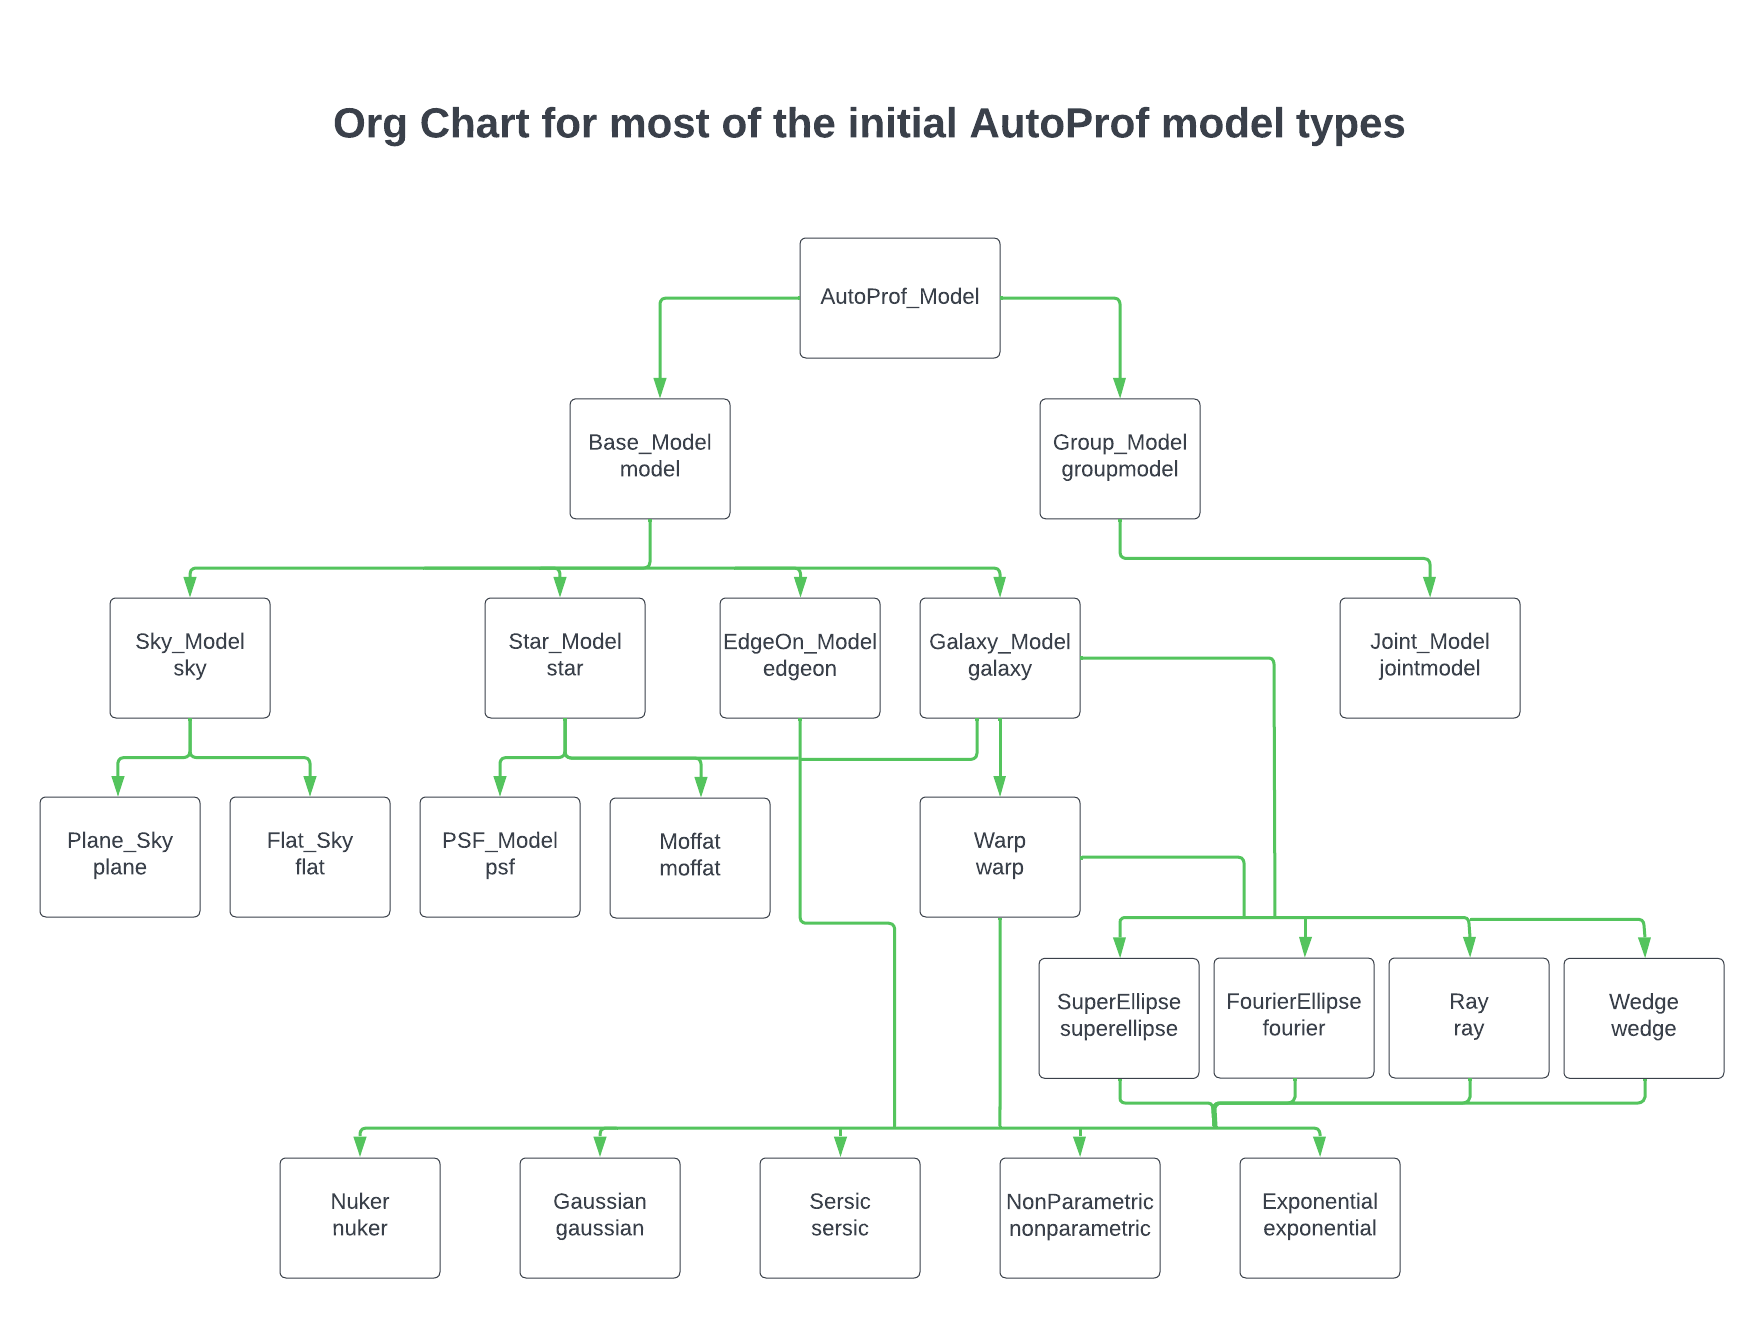 Org Chart for most of the initial AutoProf model types
AutoProf_Model
Base_Model
model
Group_Model
groupmodel
Sky_Model
sky
Star_Model
star
EdgeOn_Model
edgeon
Galaxy_Model
galaxy
Joint_Model
jointmodel
Plane_Sky
plane
Flat_Sky
flat
PSF_Model
psf
Moffat
moffat
Warp
warp
SuperEllipse
superellipse
FourierEllipse
fourier
Ray
ray
Wedge
wedge
Nuker
nuker
Gaussian
gaussian
Sersic
sersic
NonParametric
nonparametric
Exponential
exponential